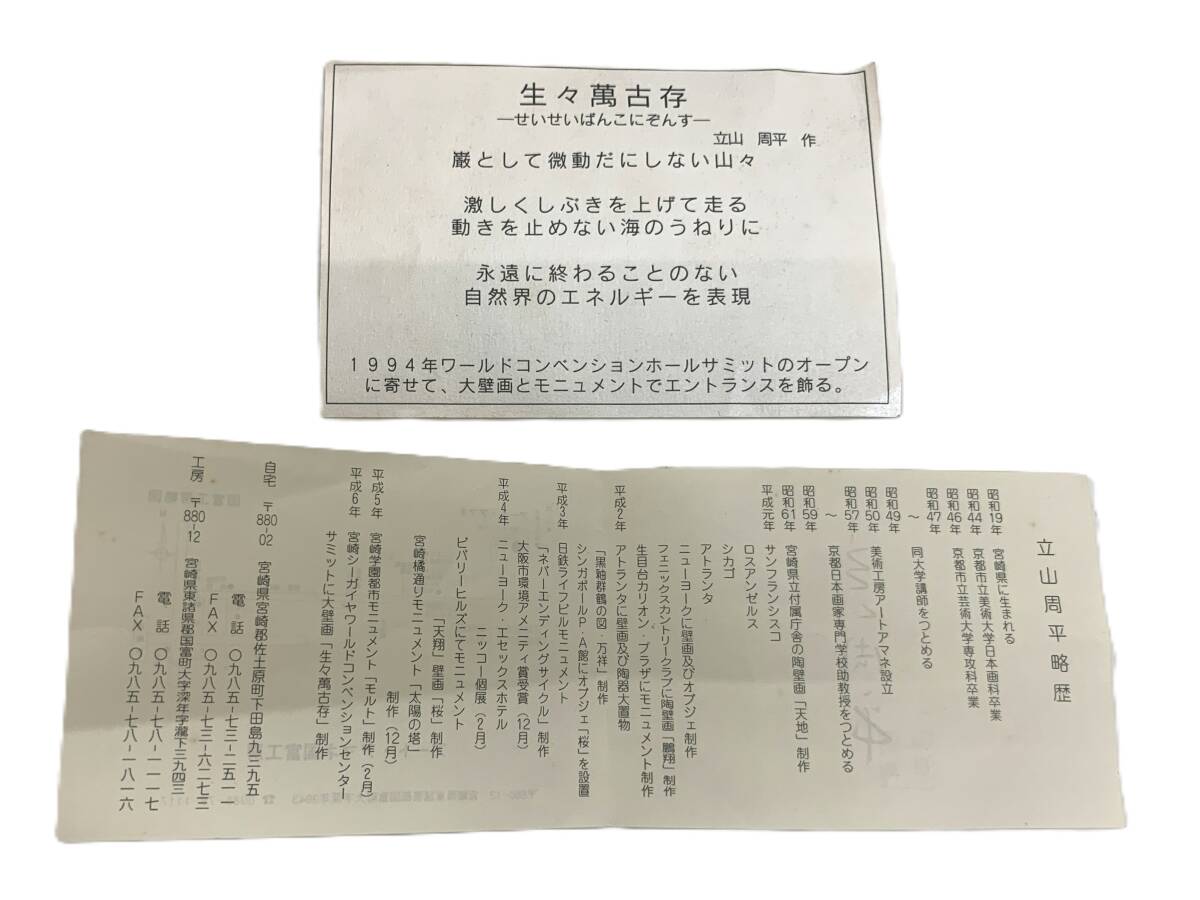 生々萬古存
―せいせいばんこにぞんす―
立山 周平 作
巌として微動だにしない山々
激しくしぶきを上げて走る
動きを止めない海のうねりに
永遠に終わることのない
自然界のエネルギーを表現
1994年ワールドコンベンションホールサミットのオープン
に寄せて、大壁画とモニュメントでエントランスを飾る。
立山周平略歴
昭和19年 宮崎県に生まれる
昭和44年 京都市立美術大学日本画科卒業
昭和46年 京都市立芸術大学専攻科卒業
昭和47年
～ 同大学講師をつとめる
昭和49年
昭和50年 美術工房アートアマネ設立
昭和57年
～ 京都日本画家専門学校助教授をつとめる
昭和59年
昭和61年 宮崎県立付属庁舎の陶壁画「天地」制作
平成元年 サンフランシスコ
ロスアンゼルス
シカゴ
アトランタ
ニューヨークに壁画及びオブジェ制作
フェニックスカントリークラブに陶壁画「鵬翔」制作
生目台カリオン・プラザにモニュメント制作
平成2年 アトランタに壁画及び陶器大置物
「黒釉群鶴の図・万祥」制作
シンガポールP・A館にオブジェ「桜」を設置
平成3年 日鉄ライフビルモニュメント
「ネバーエンディングサイクル」制作
大阪市環境アメニティ賞受賞(12月)
平成4年 ニューヨーク・エセックスホテル
ニッコー個展(2月)
ビバリーヒルズにてモニュメント
「天翔」壁画「桜」制作
宮崎橘通りモニュメント「太陽の塔」
制作(12月)
平成5年 宮崎学園都市モニュメント「モルト」制作(2月)
平成6年 宮崎シーガイヤワールドコンベンションセンター
サミットに大壁画「生々萬古存」制作
自宅 〒880-02 宮崎県宮崎郡佐土原町下田島九三九五
電話 〇九八五-七三-二五一一
FAX 〇九八五-七三-六二七三
工房 〒880-12 宮崎県東諸県郡国富町大字深年字瀧下三九四三
電話 〇九八五-七八-一一一七
FAX 〇九八五-七八-一八一六